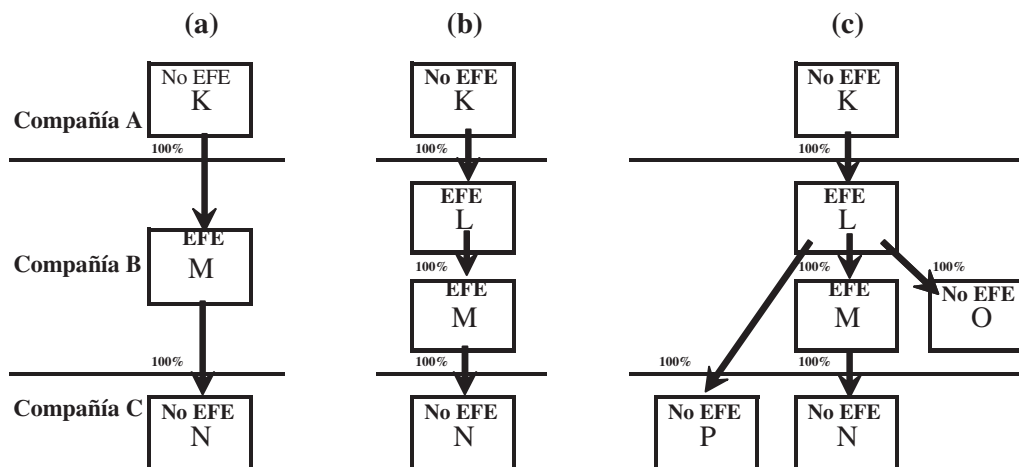 (a)
(b)
(c)
No EFE
K
No EFE
K
No EFE
K
Compañía A
100%
100%
100%
EFE
L
EFE
L
EFE
M
Compañía B
100%
100%
100%
EFE
M
EFE
M
No EFE
O
100%
100%
100%
100%
Compañía C
No EFE
N
No EFE
N
No EFE
P
No EFE
N